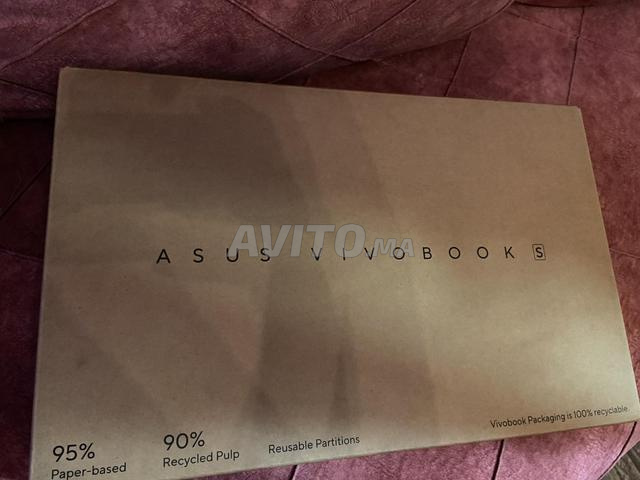 ASUS VIVOBOOK S
AVITO.MA
95%
Paper-based
90%
Recycled Pulp
Reusable Partitions
Vivobook Packaging is 100% recyclable.